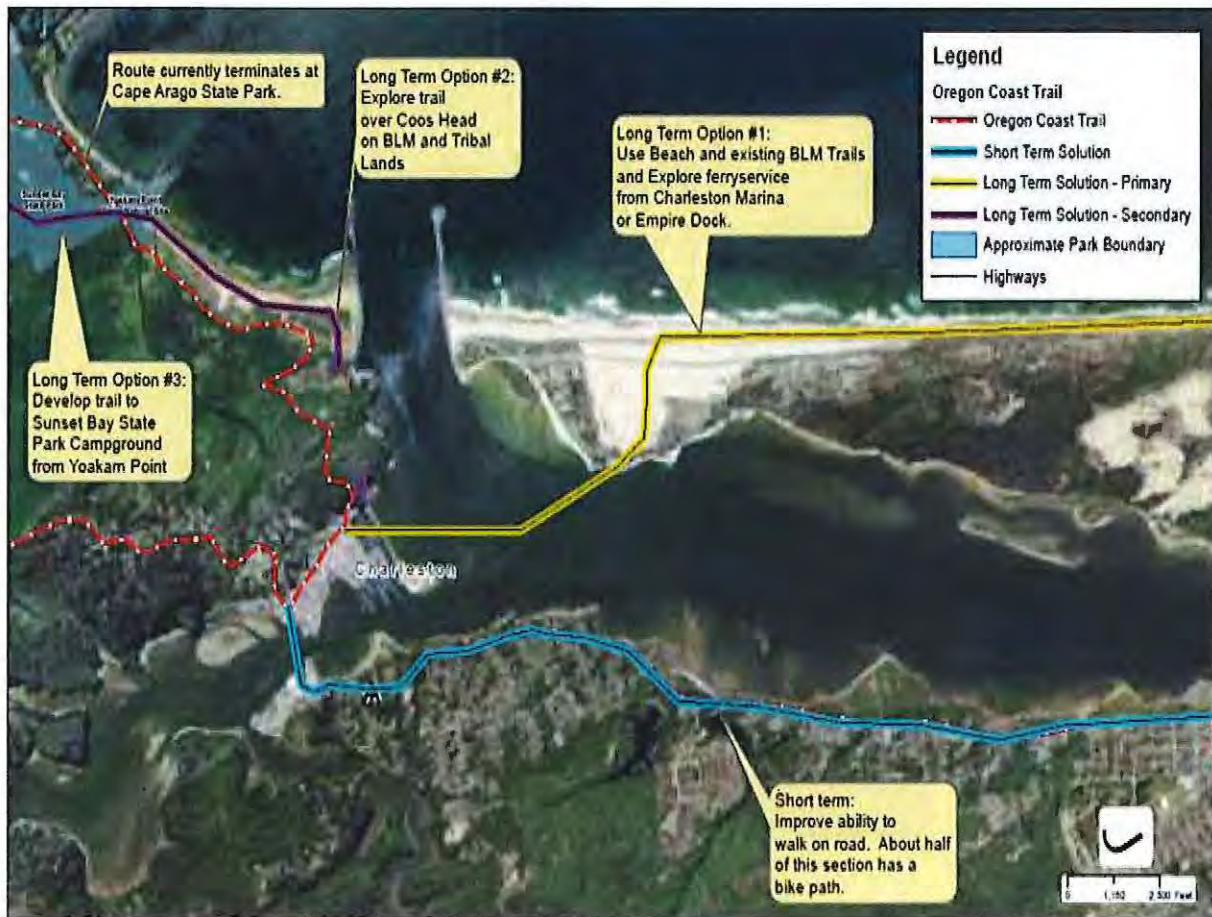 Route currently terminates at
Cape Arago State Park.
Long Term Option #2:
Explore trail
over Coos Head
on BLM and Tribal
Lands
Long Term Option #1:
Use Beach and existing BLM Trails
and Explore ferryservice
from Charleston Marina
or Empire Dock.
Legend
Oregon Coast Trail
Oregon Coast Trail
Short Term Solution
Long Term Solution - Primary
Long Term Solution - Secondary
Approximate Park Boundary
Highways
Long Term Option #3:
Develop trail to
Sunset Bay State
Park Campground
from Yoakam Point
Charleston
Short term:
Improve ability to
walk on road. About half
of this section has a
bike path.
Feet